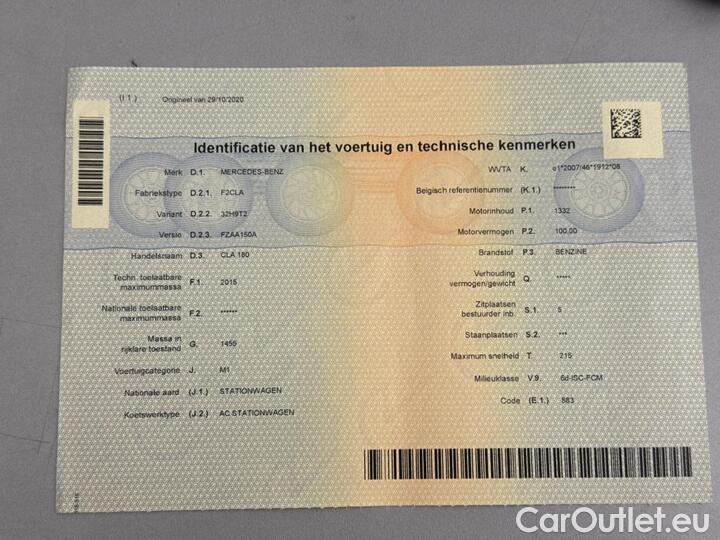 (I 1.) Origineel van 29/10/2020
Identificatie van het voertuig en technische kenmerken
Merk D.1. MERCEDES-BENZ
Fabriekstype D.2.1. F2CLA
Variant D.2.2. 32H9T2
Versie D.2.3. FZAA150A
Handelsnaam D.3. CLA 180
Techn. toelaatbare
maximummassa F.1. 2015
Nationale toelaatbare
maximummassa F.2. ******
Massa in
rijklare toestand G. 1455
Voertuigcategorie J. M1
Nationale aard (J.1.) STATIONWAGEN
Koetswerktype (J.2.) AC STATIONWAGEN
WVTA K. e1*2007/46*1912*08
Belgisch referentienummer (K.1.) ********
Motorinhoud P.1. 1332
Motorvermogen P.2. 100,00
Brandstof P.3. BENZINE
Verhouding
vermogen/gewicht Q. *****
Zitplaatsen
bestuurder inb. S.1. 5
Staanplaatsen S.2. ***
Maximum snelheid T. 215
Milieuklasse V.9. 6d-ISC-FCM
Code (E.1.) 883
CarOutlet.eu